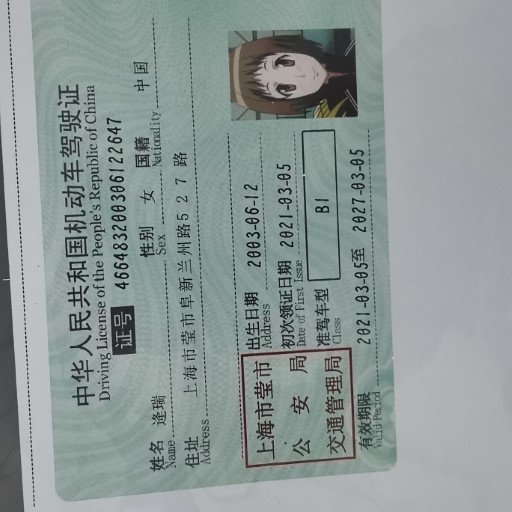 中华人民共和国机动车驾驶证
Driving License of the People's Republic of China
证号 466483200306122647
姓名 逄瑞 性别 女 国籍 中国
Name Sex Nationality
住址 上海市莹市阜新兰州路527路
Address
出生日期 2003-06-12
Address
初次领证日期 2021-03-05
Date of First Issue
准驾车型 B1
Class
上海市莹市
公安局
交通管理局
有效期限 2021-03-05至 2027-03-05
Valid Period